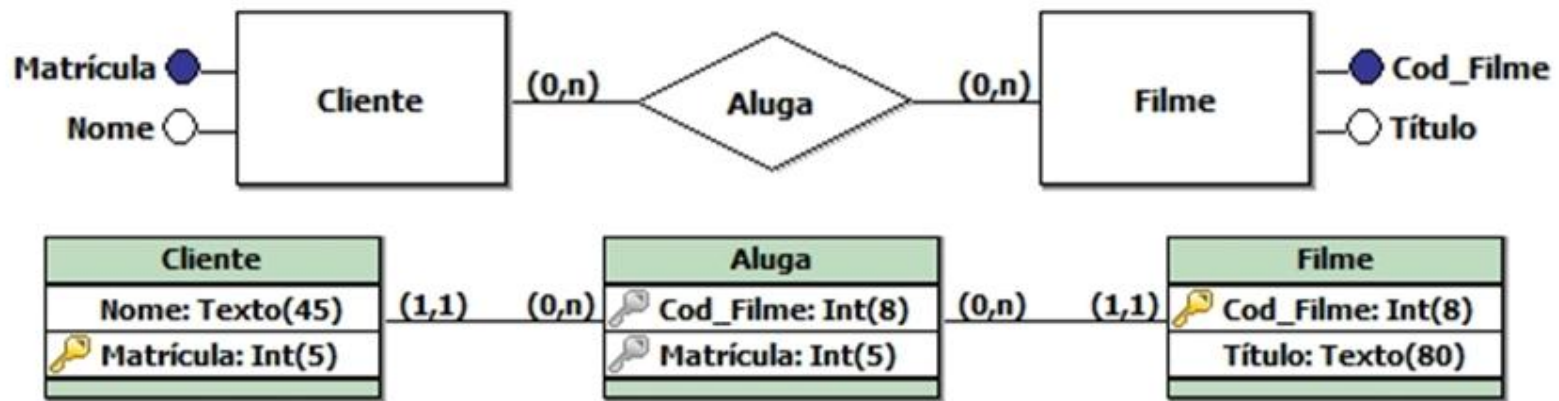 Matrícula
Nome
Cliente
(0,n)
Aluga
(0,n)
Filme
Cod_Filme
Título
Cliente
Nome: Texto(45)
Matrícula: Int(5)
(1,1)
(0,n)
Aluga
Cod_Filme: Int(8)
Matrícula: Int(5)
(0,n)
(1,1)
Filme
Cod_Filme: Int(8)
Título: Texto(80)